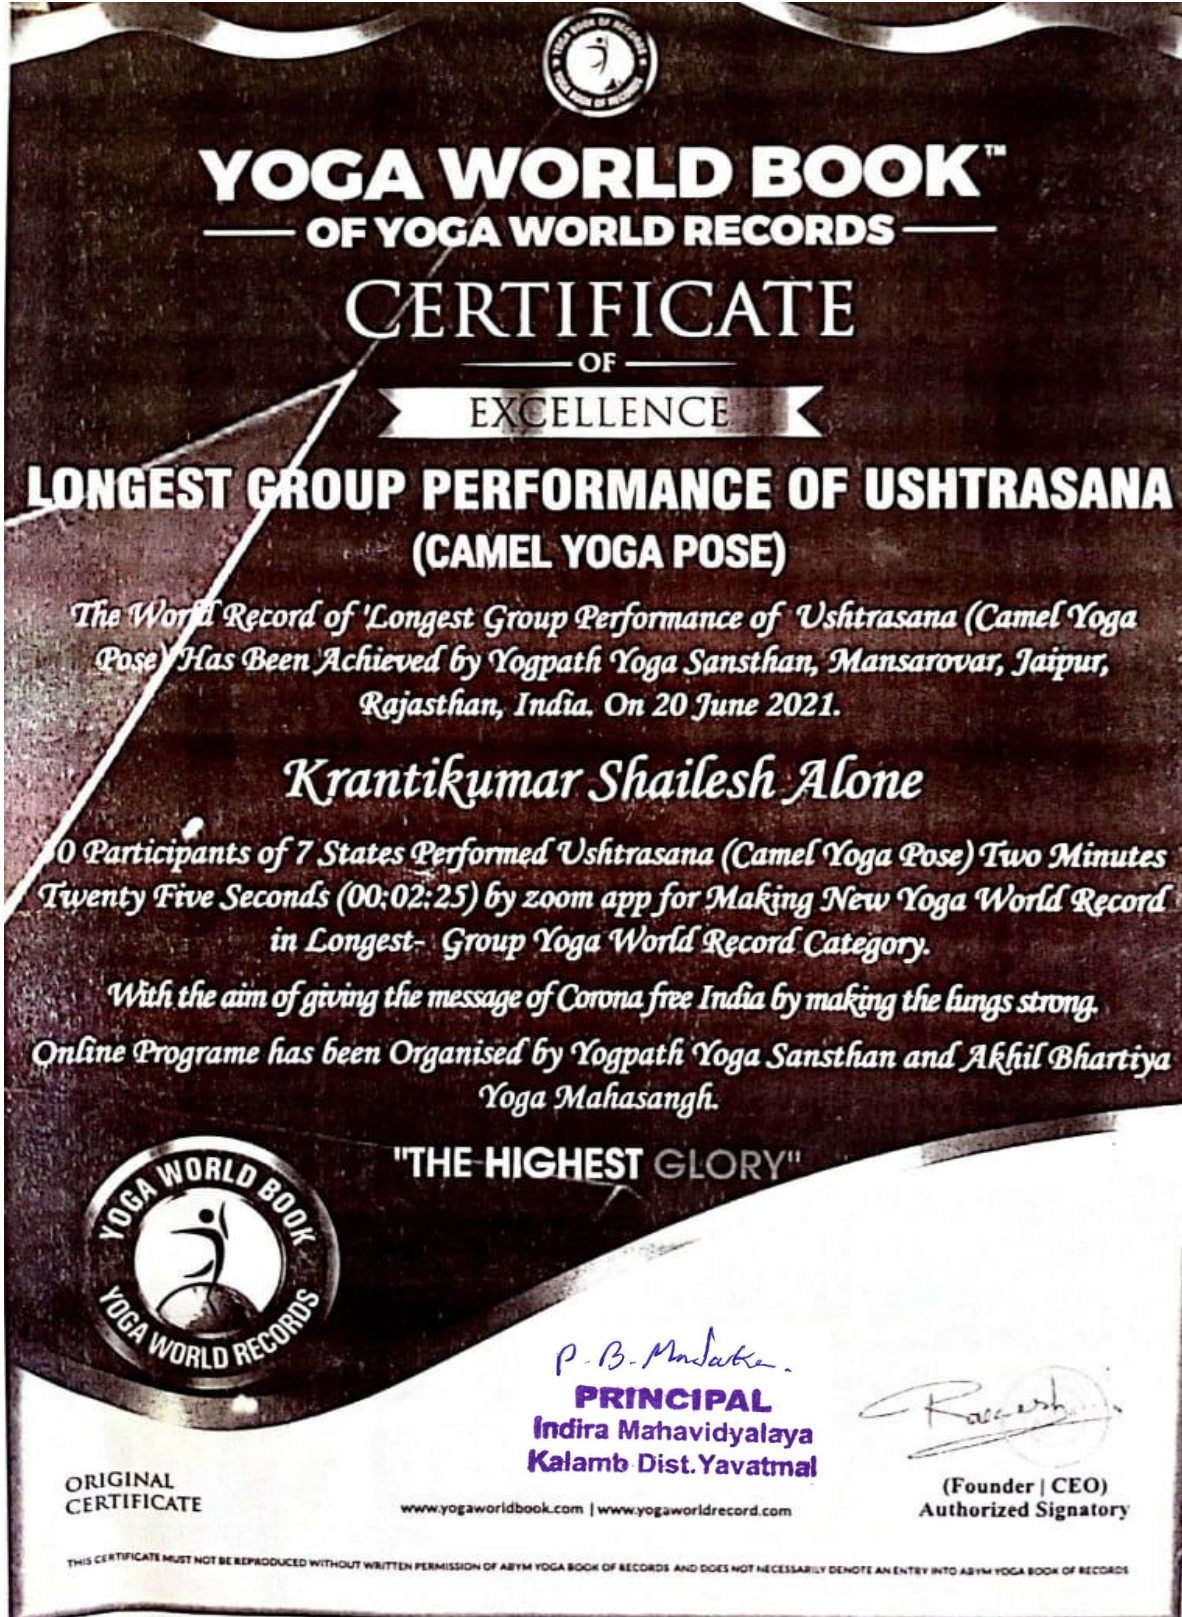 YOGA BOOK OF RECORDS
YOGA BOOK OF RECORDS
YOGA WORLD BOOK™
OF YOGA WORLD RECORDS
CERTIFICATE
OF
EXCELLENCE
LONGEST GROUP PERFORMANCE OF USHTRASANA
(CAMEL YOGA POSE)
The World Record of 'Longest Group Performance of Ushtrasana (Camel Yoga
Pose) Has Been Achieved by Yogpath Yoga Sansthan, Mansarovar, Jaipur,
Rajasthan, India. On 20 June 2021.
Krantikumar Shailesh Alone
Participants of 7 States Performed Ushtrasana (Camel Yoga Pose) Two Minutes
Twenty Five Seconds (00:02:25) by zoom app for Making New Yoga World Record
in Longest- Group Yoga World Record Category.
With the aim of giving the message of Corona free India by making the lungs strong.
Online Programe has been Organised by Yogpath Yoga Sansthan and Akhil Bhartiya
Yoga Mahasangh.
"THE HIGHEST GLORY"
YOGA WORLD BOOK
YOGA WORLD RECORDS
P. B.
PRINCIPAL
Indira Mahavidyalaya
Kalamb Dist. Yavatmal
ORIGINAL
CERTIFICATE
www.yogaworldbook.com | www.yogaworldrecord.com
(Founder | CEO)
Authorized Signatory
THIS CERTIFICATE MUST NOT BE REPRODUCED WITHOUT WRITTEN PERMISSION OF ABYM YOGA BOOK OF RECORDS AND DOES NOT NECESSARILY DENOTE AN ENTRY INTO ABYM YOGA BOOK OF RECORDS